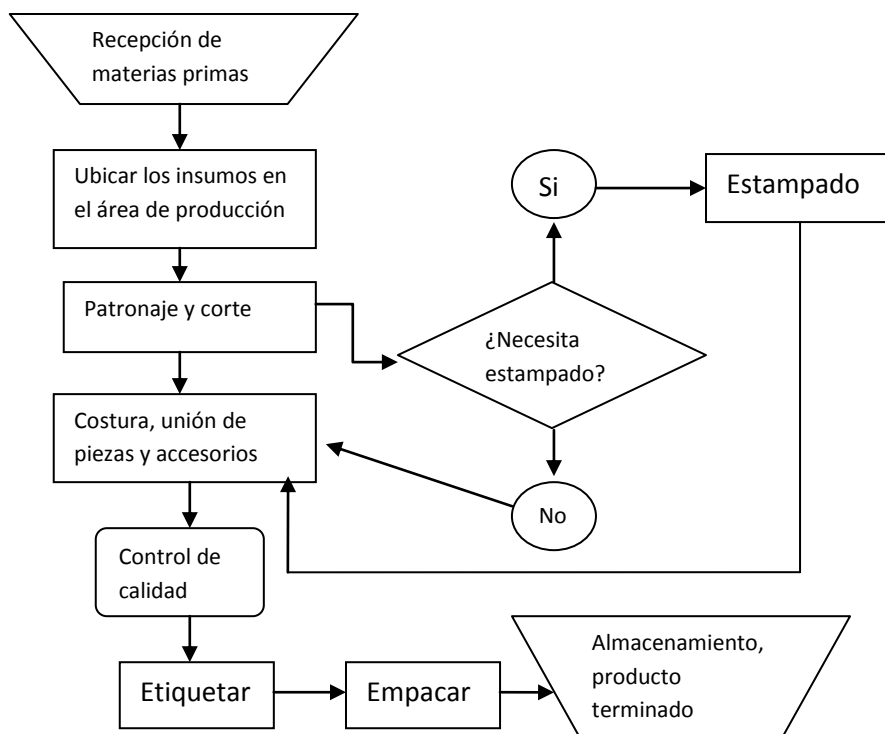 Recepción de
materias primas
Ubicar los insumos en
el área de producción
Patronaje y corte
¿Necesita
estampado?
Si
Estampado
No
Costura, unión de
piezas y accesorios
Control de
calidad
Etiquetar
Empacar
Almacenamiento,
producto
terminado